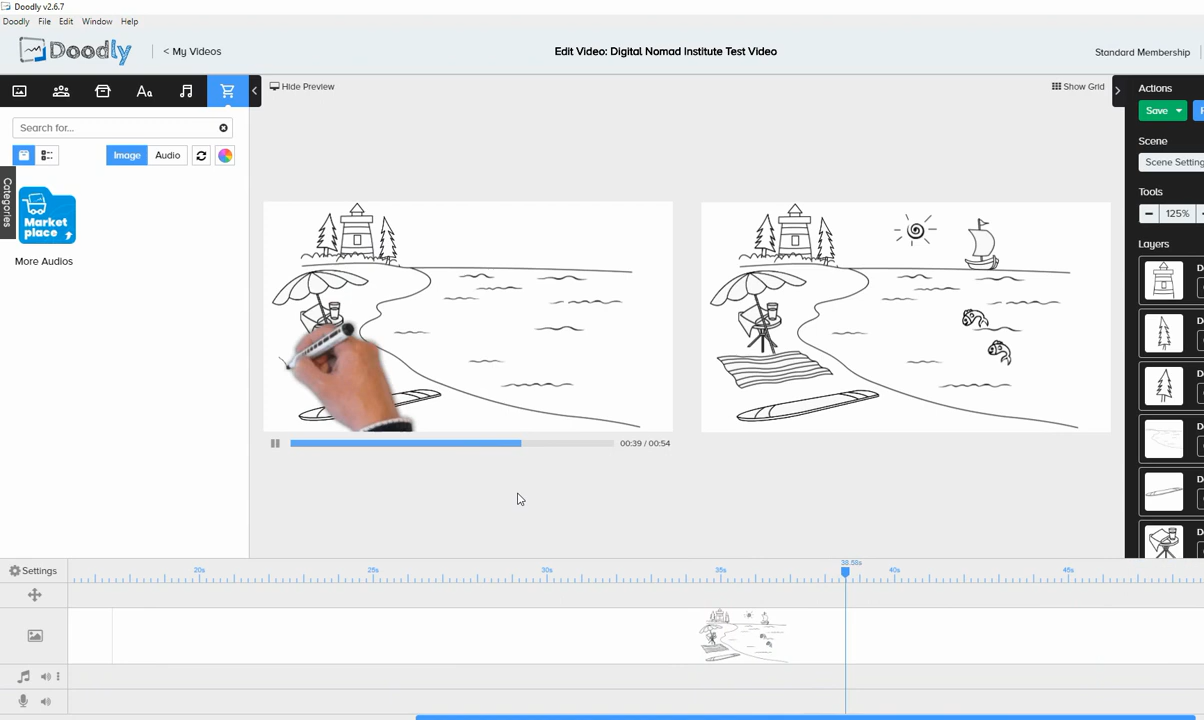 Doodly v2.6.7
Doodly File Edit Window Help
Doodly < My Videos Edit Video: Digital Nomad Institute Test Video Standard Membership
Hide Preview Show Grid Actions
Search for... Save
Image Audio Scene
Categories Scene Setting
Market place Tools
More Audios 125%
Layers
00:39 / 00:54
Settings 20s 25s 30s 35s 38.58s 40s 45s